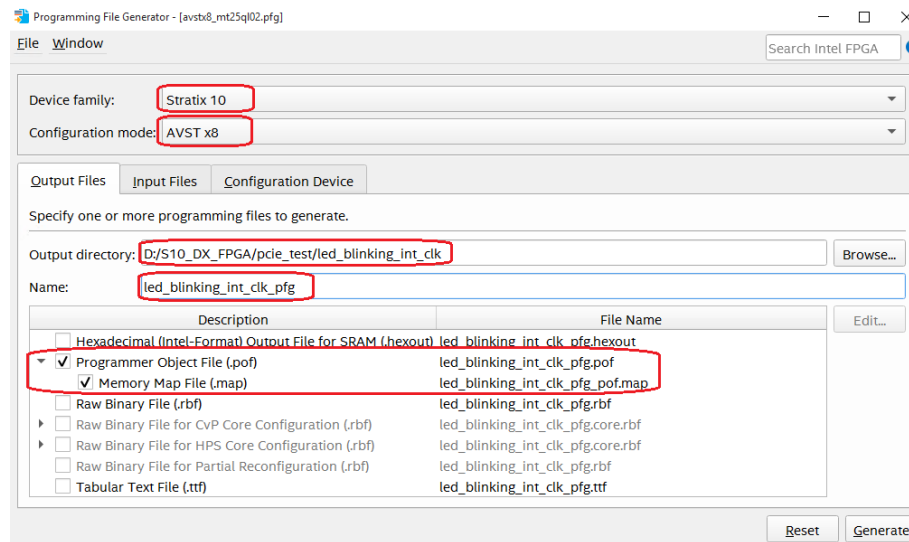 Programming File Generator - [avstx8_mt25ql02.pfg]
File Window
Search Intel FPGA
Device family: Stratix 10
Configuration mode: AVST x8
Output Files Input Files Configuration Device
Specify one or more programming files to generate.
Output directory: D:/S10_DX_FPGA/pcie_test/led_blinking_int_clk Browse...
Name: led_blinking_int_clk_pfg
Description File Name Edit...
Hexadecimal (Intel-Format) Output File for SRAM (.hexout) led_blinking_int_clk_pfg.hexout
Programmer Object File (.pof) led_blinking_int_clk_pfg.pof
Memory Map File (.map) led_blinking_int_clk_pfg_pof.map
Raw Binary File (.rbf) led_blinking_int_clk_pfg.rbf
Raw Binary File for CvP Core Configuration (.rbf) led_blinking_int_clk_pfg.core.rbf
Raw Binary File for HPS Core Configuration (.rbf) led_blinking_int_clk_pfg.core.rbf
Raw Binary File for Partial Reconfiguration (.rbf) led_blinking_int_clk_pfg.rbf
Tabular Text File (.ttf) led_blinking_int_clk_pfg.ttf
Reset Generate